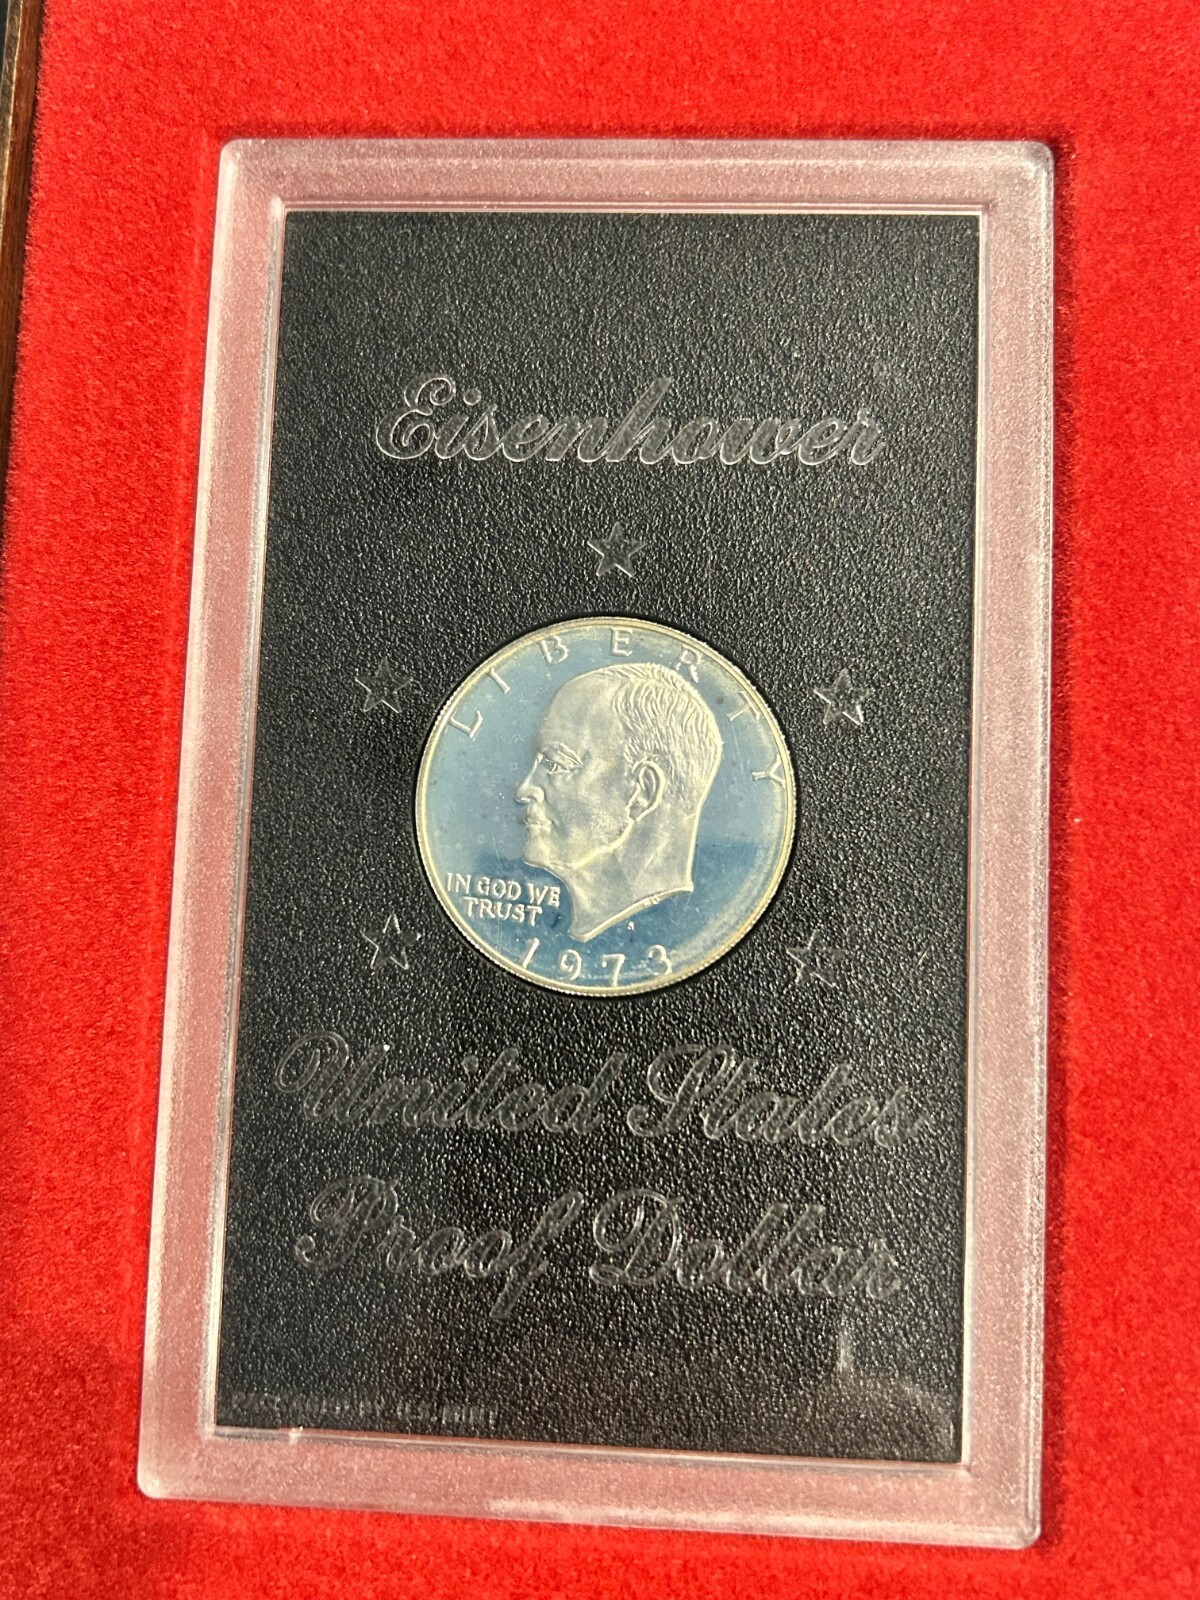 Eisenhower
LIBERTY
IN GOD WE
TRUST
S
1973
United States
Proof Dollar